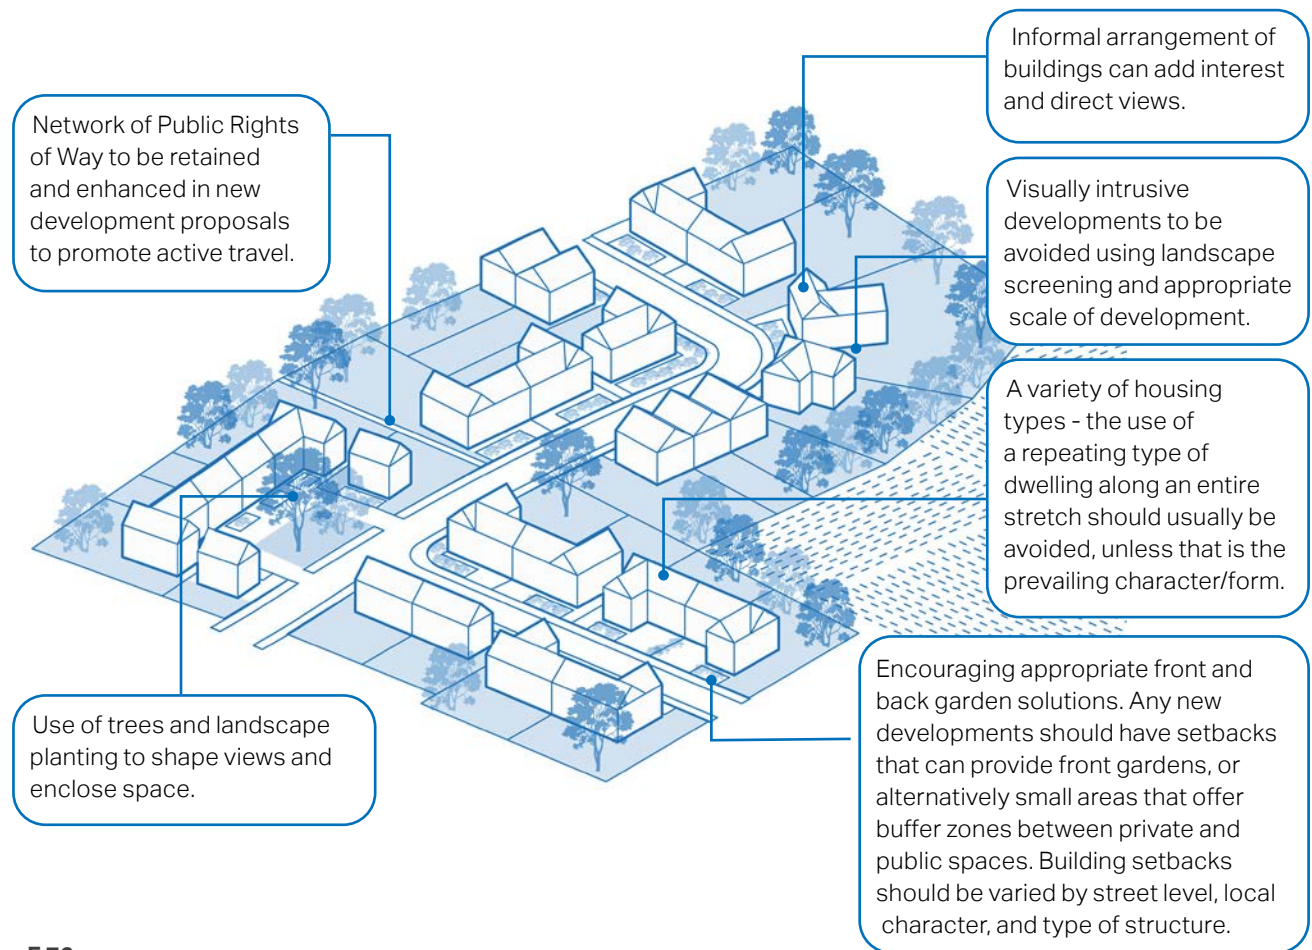 Informal arrangement of
buildings can add interest
and direct views.
Network of Public Rights
of Way to be retained
and enhanced in new
development proposals
to promote active travel.
Visually intrusive
developments to be
avoided using landscape
screening and appropriate
scale of development.
A variety of housing
types - the use of
a repeating type of
dwelling along an entire
stretch should usually be
avoided, unless that is the
prevailing character/form.
Use of trees and landscape
planting to shape views and
enclose space.
Encouraging appropriate front and
back garden solutions. Any new
developments should have setbacks
that can provide front gardens, or
alternatively small areas that offer
buffer zones between private and
public spaces. Building setbacks
should be varied by street level, local
character, and type of structure.